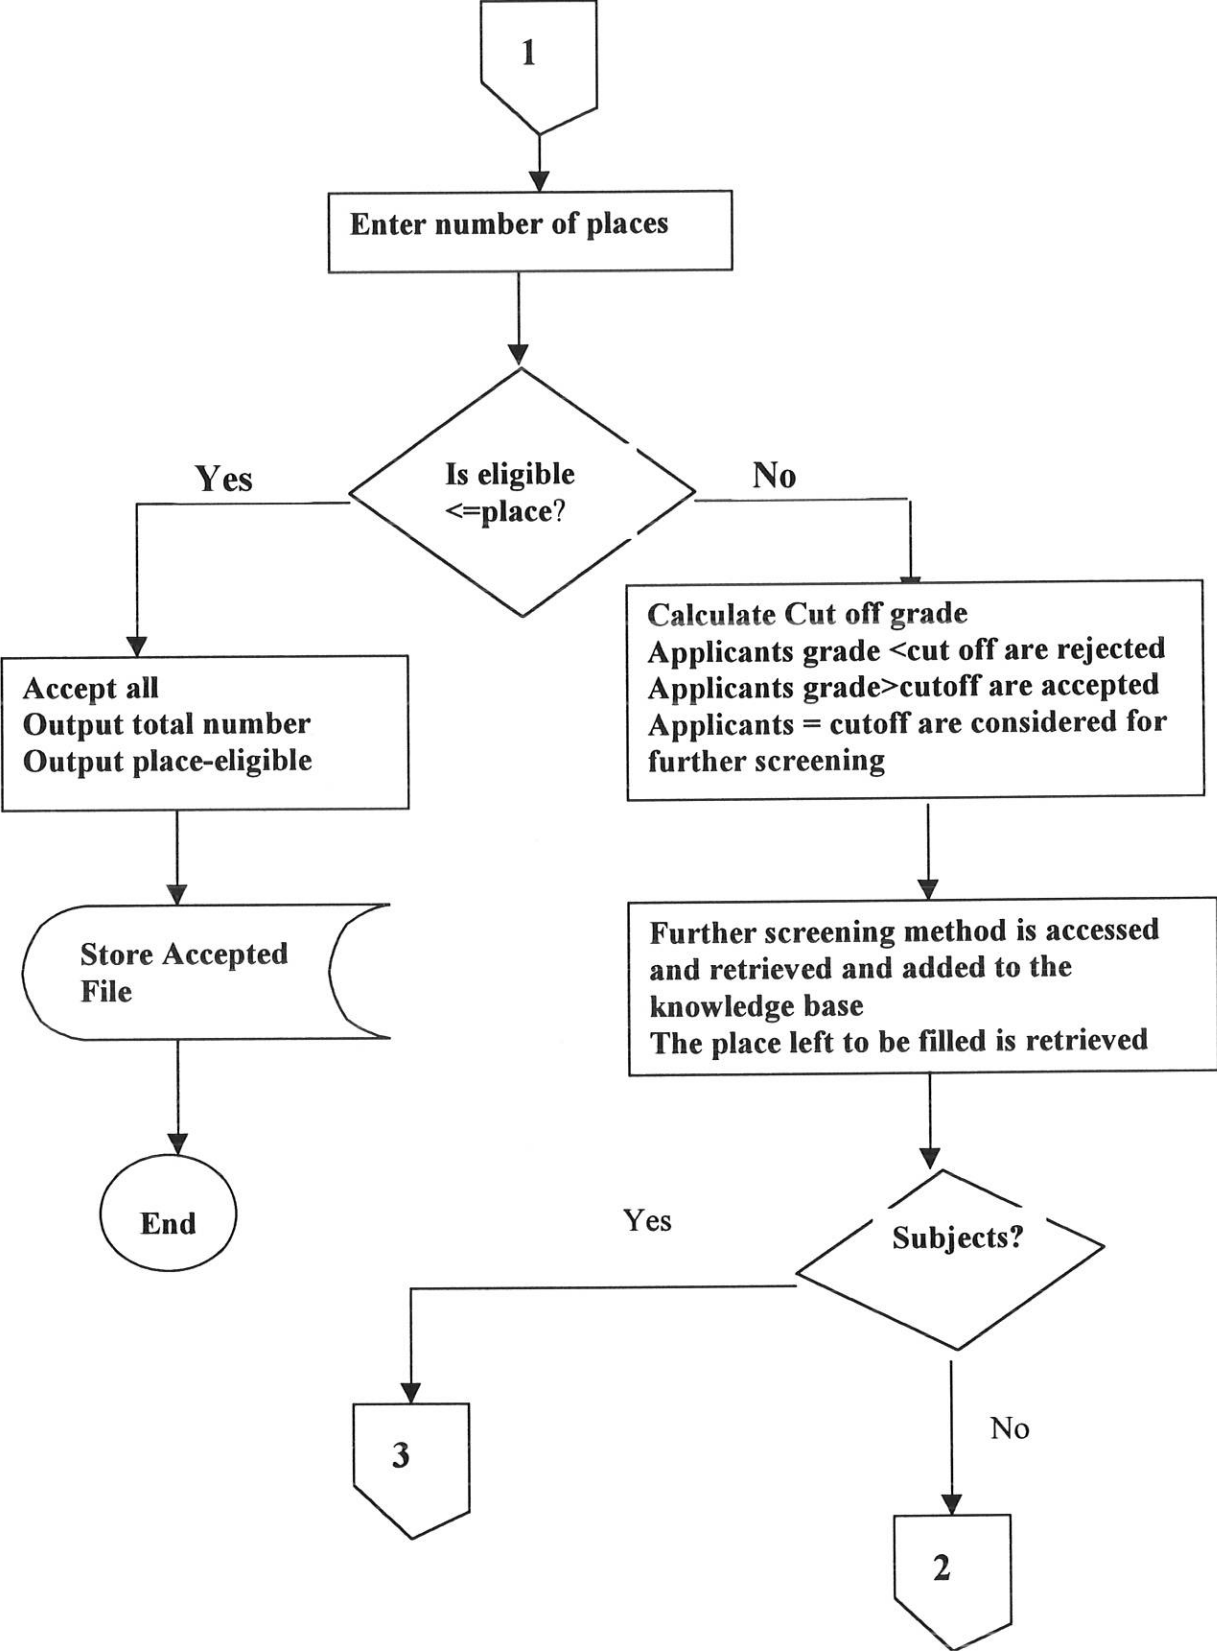 1
Enter number of places
Yes
Is eligible
<=place?
No
Calculate Cut off grade
Applicants grade <cut off are rejected
Applicants grade>cutoff are accepted
Applicants = cutoff are considered for
further screening
Accept all
Output total number
Output place-eligible
Further screening method is accessed
and retrieved and added to the
knowledge base
The place left to be filled is retrieved
Store Accepted
File
End
Yes
Subjects?
3
No
2